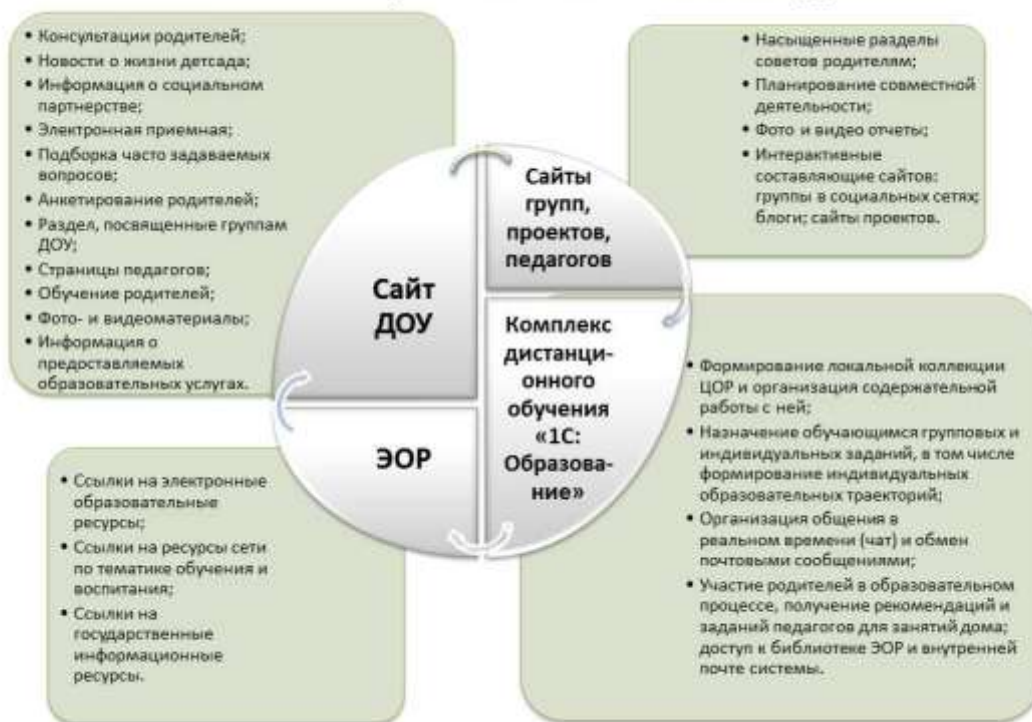 • Консультации родителей;
• Новости о жизни детсада;
• Информация о социальном
партнерстве;
• Электронная приемная;
• Подборка часто задаваемых
вопросов;
• Анкетирование родителей;
• Раздел, посвященные группам
ДОУ;
• Страницы педагогов;
• Обучение родителей;
• Фото- и видеоматериалы;
• Информация о
предоставляемых
образовательных услугах.
• Насыщенные разделы
советов родителям;
• Планирование совместной
деятельности;
• Фото и видео отчеты;
• Интерактивные
составляющие сайтов:
группы в социальных сетях;
блоги; сайты проектов.
Сайт
ДОУ
Сайты
групп,
проектов,
педагогов
ЭОР
Комплекс
дистанци-
онного
обучения
«1С:
Образова-
ние»
• Ссылки на электронные
образовательные
ресурсы;
• Ссылки на ресурсы сети
по тематике обучения и
воспитания;
• Ссылки на
государственные
информационные
ресурсы.
• Формирование локальной коллекции
ЦОР и организация содержательной
работы с ней;
• Назначение обучающимся групповых и
индивидуальных заданий, в том числе
формирование индивидуальных
образовательных траекторий;
• Организация общения в
реальном времени (чат) и обмен
почтовыми сообщениями;
• Участие родителей в образовательном
процессе, получение рекомендаций и
заданий педагогов для занятий дома;
доступ к библиотеке ЭОР и внутренней
почте системы.